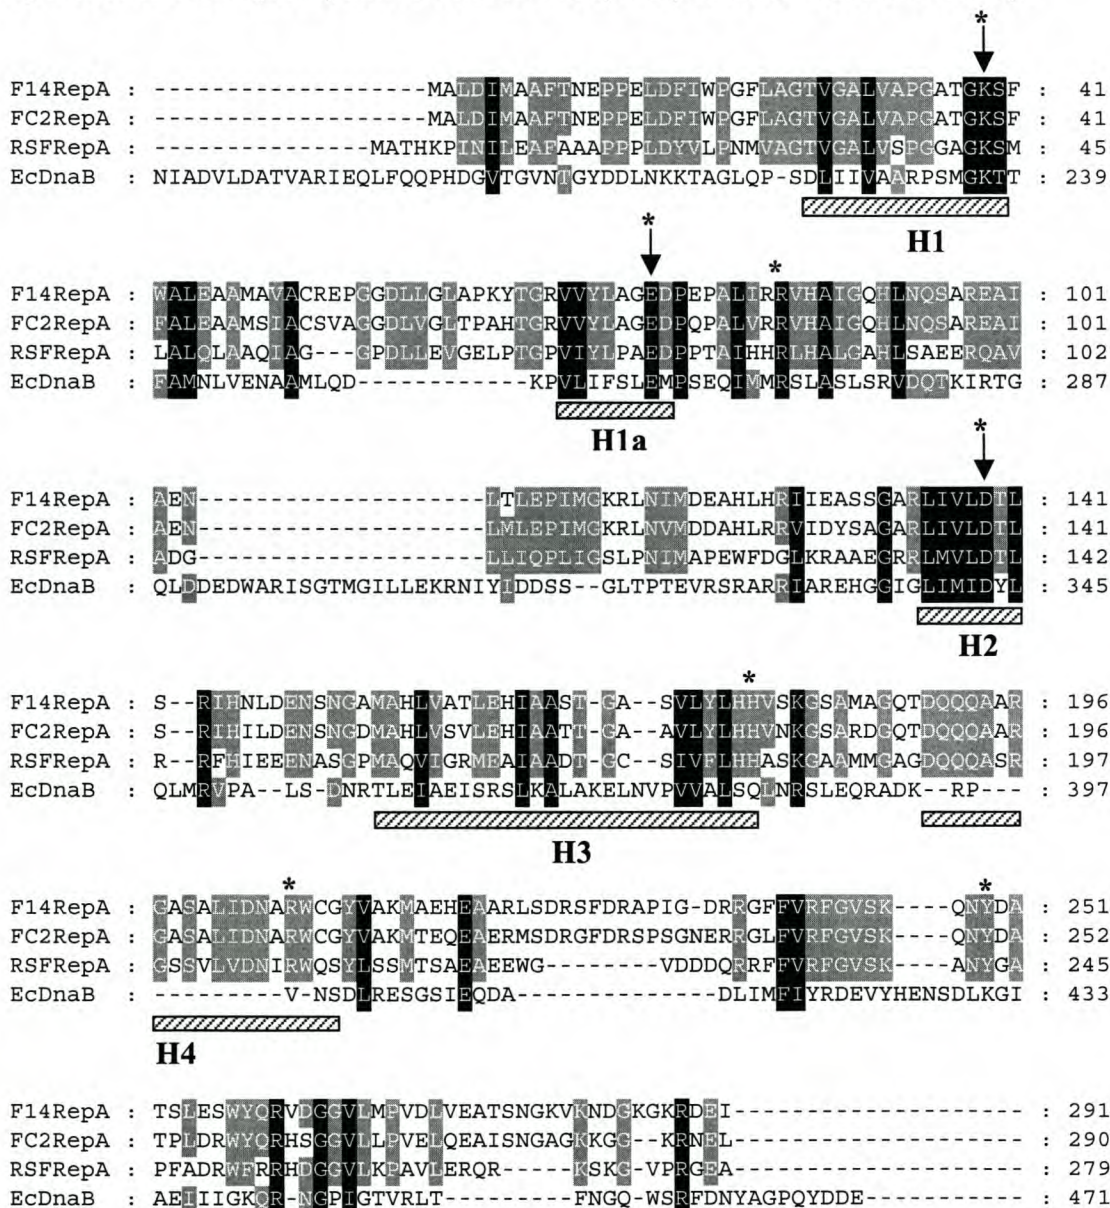 *
F14RepA : -------------------MALDIMAAFTNEPPELDFIWPGFLAGTVGALVAPGATGKSF : 41
FC2RepA : -------------------MALDIMAAFTNEPPELDFIWPGFLAGTVGALVAPGATGKSF : 41
RSFRepA : ---------------MATHKPINILEAFAAAPPPLDYVLPNMVAGTVGALVSPGGAGKSM : 45
EcDnaB : NIADVLDATVARIEQLFQQPHDGVTGVNTGYDDLNKKTAGLQP-SDLIIVAARPSMGKTT : 239
H1
* *
F14RepA : WALEAAMAVACREPGGDLLGLAPKYTGRVVYLAGEDPEPALIRRVHAIGQHLNQSAREAI : 101
FC2RepA : FALEAAMSIACSVAGGDLVGLTPAHTGRVVYLAGEDPQPALVRRVHAIGQHLNQSAREAI : 101
RSFRepA : LALQLAAQIAG---GPDLLEVGELPTGPVIYLPAEDPPTAIHHRLHALGAHLSAEERQAV : 102
EcDnaB : FAMNLVENAAMLQD-----------KPVLIFSLEMPSEQIMMRSLASLSRVDQTKIRTG : 287
H1a
*
F14RepA : AEN--------------------LTLEPIMGKRLNIMDEAHLHRIIEASSGARLIVLDTL : 141
FC2RepA : AEN--------------------LMLEPIMGKRLNVMDDAHLRRVIDYSAGARLIVLDTL : 141
RSFRepA : ADG--------------------LLIQPLIGSLPNIMAPEWFDGLKRAAEGRRLMVLDTL : 142
EcDnaB : QLDDEDWARISGTMGILLEKRNIYIDDSS--GLTPTEVRSRARRIAREHGGIGLIMIDYL : 345
H2
*
F14RepA : S--RIHNLDENSNGAMAHLVATLEHIAAST-GA--SVLYLHHVSKGSAMAGQTDQQQAAR : 196
FC2RepA : S--RIHILDENSNGDMAHLVSVLEHIAATT-GA--AVLYLHHVNKGSARDGQTDQQQAAR : 196
RSFRepA : R--RFHIEEENASGPMAQVIGRMEAIAADT-GC--SIVFLHHASKGAAMMGAGDQQQASR : 197
EcDnaB : QLMRVPA--LS-DNRTLEIAEISRSLKALAKELNVPVVALSQLNRSLEQRADK--RP--- : 397
H3
* *
F14RepA : GASALIDNARWCGYVAKMAEHEAARLSDRSFDRAPIG-DRRGFFVRFGVSK----QNYDA : 251
FC2RepA : GASALIDNARWCGYVAKMTEQEAERMSDRGFDRSPSGNERRGLFVRFGVSK----QNYDA : 252
RSFRepA : GSSVLVDNIRWQSYLSSMTSAEAEEWG--------VDDDQRRFFVRFGVSK----ANYGA : 245
EcDnaB : ---------V-NSDLRESGSIEQDA--------------DLIMFIYRDEVYHENSDLKGI : 433
H4
F14RepA : TSLESWYQRVDGGVLMPVDLVEATSNGKVKNDGKGKRDEI-------------------- : 291
FC2RepA : TPLDRWYQRHSGGVLLPVELQEAISNGAGKKGG--KRNEL-------------------- : 290
RSFRepA : PFADRWFRRHDGGVLKPAVLERQR-----KSKG-VPRGEA-------------------- : 279
EcDnaB : AEIIIGKQR-NGPIGTVRLT---------FNGQ-WSRFDNYAGPQYDDE----------- : 471